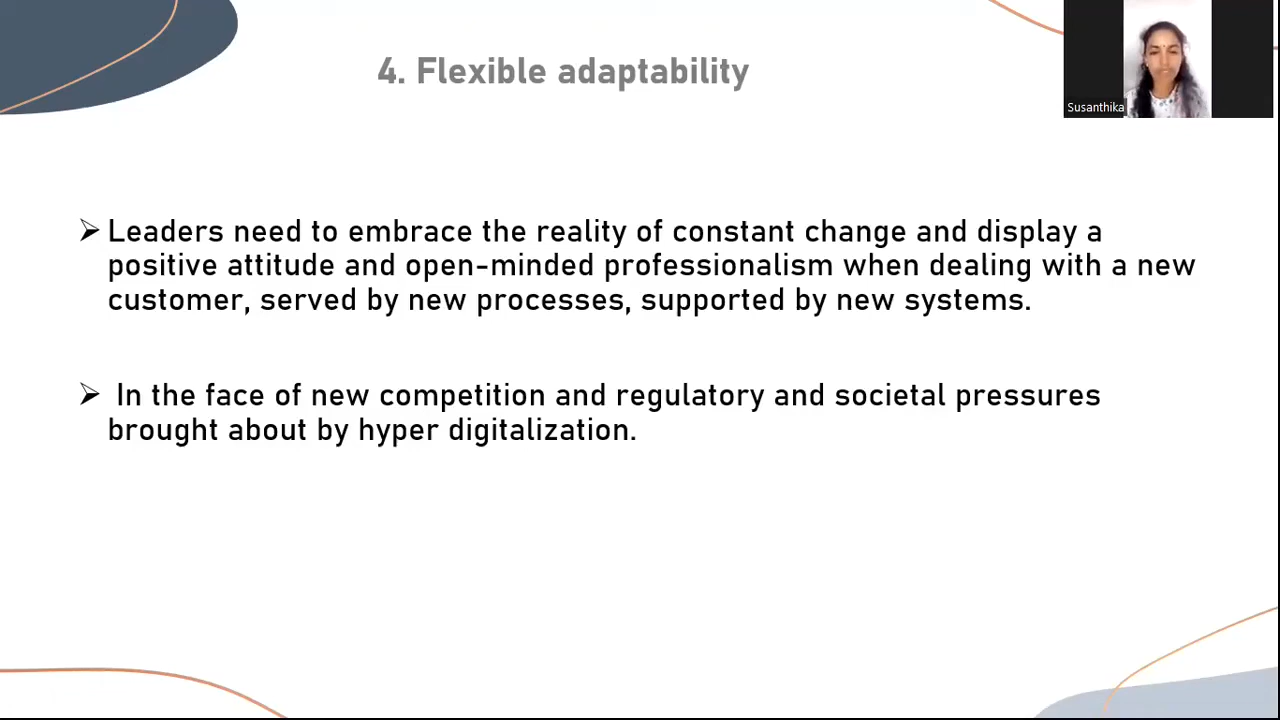 4. Flexible adaptability
Susanthika
➢ Leaders need to embrace the reality of constant change and display a
positive attitude and open-minded professionalism when dealing with a new
customer, served by new processes, supported by new systems.
➢ In the face of new competition and regulatory and societal pressures
brought about by hyper digitalization.